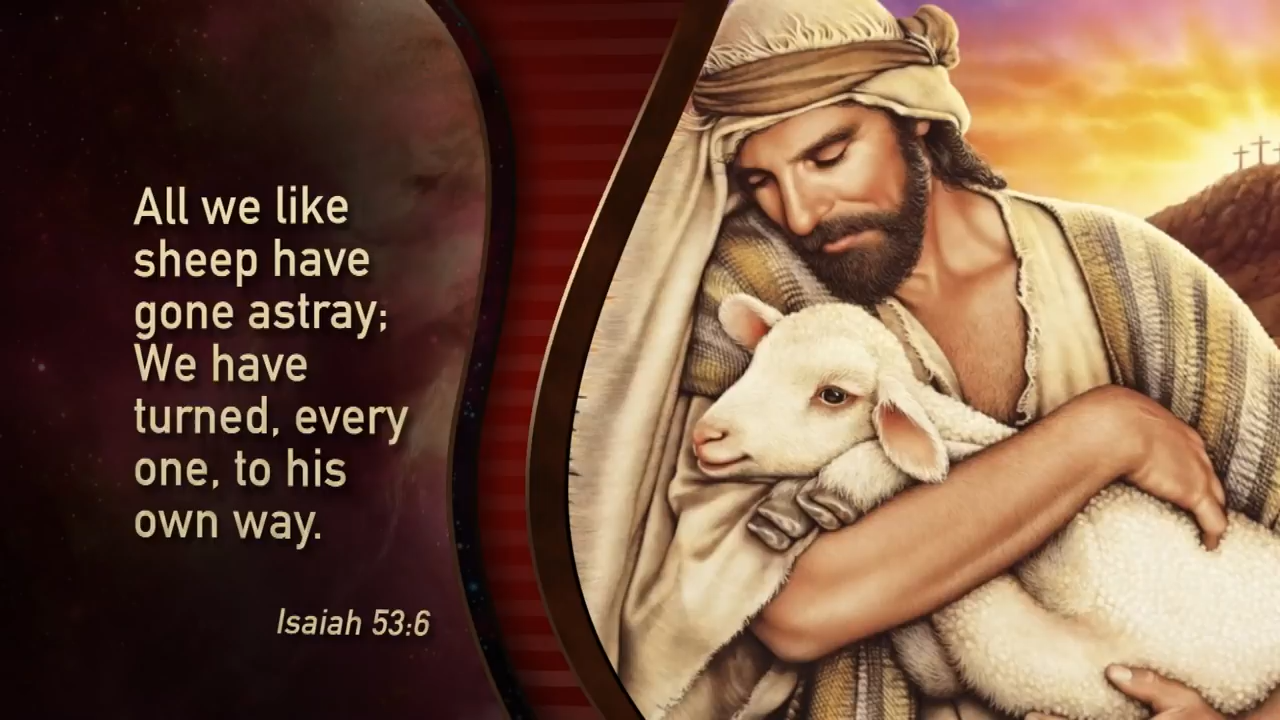 All we like
sheep have
gone astray;
We have
turned, every
one, to his
own way.
Isaiah 53:6